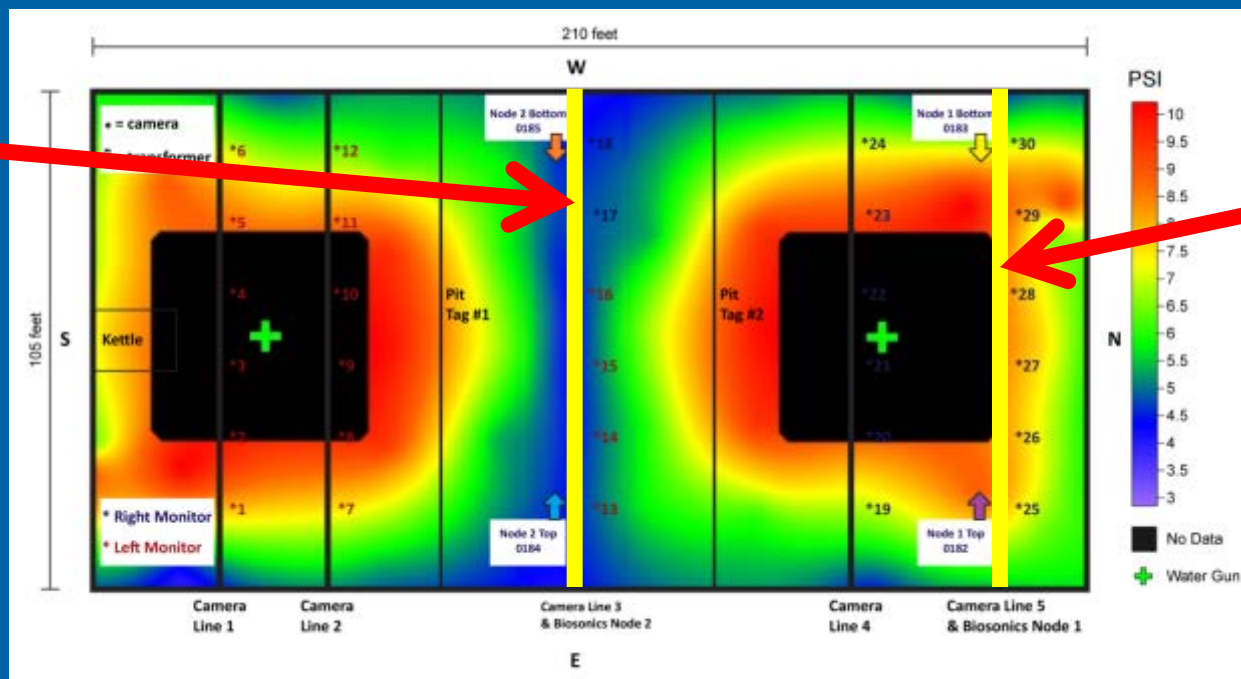 210 feet
W
PSI
* = camera
transformer
*6
*12
Node 2 Bottom
0185
*18
*24
Node 1 Bottom
0183
*30
10
9.5
9
8.5
8
7.5
7
6.5
6
5.5
5
4.5
4
3.5
3
*5
*11
*17
*23
*29
*4
*10
Pit
Tag #1
*16
Pit
Tag #2
*22
*28
105 feet
S
Kettle
N
*3
*9
*15
*21
*27
*2
*8
*14
*20
*26
* Right Monitor
* Left Monitor
*1
*7
Node 2 Top
0184
*13
*19
Node 1 Top
0182
*25
No Data
Water Gun
Camera
Line 1
Camera
Line 2
Camera Line 3
& Biosonics Node 2
Camera
Line 4
Camera Line 5
& Biosonics Node 1
E